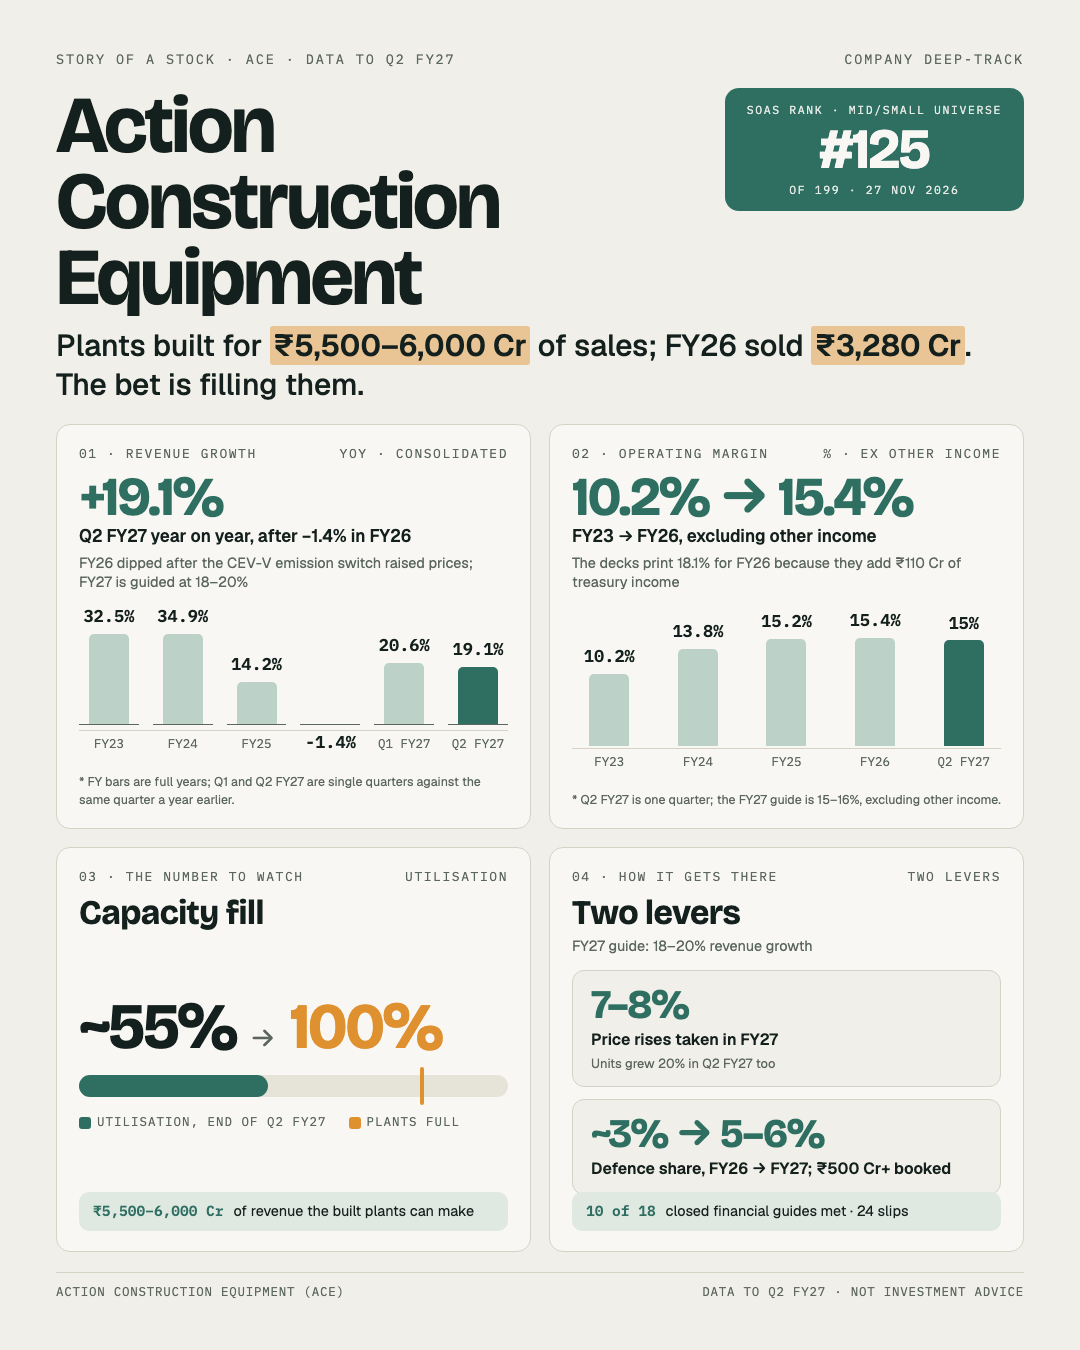 STORY OF A STOCK · ACE · DATA TO Q2 FY27
COMPANY DEEP-TRACK
Action
Construction
Equipment
SOAS RANK · MID/SMALL UNIVERSE
#125
OF 199 · 27 NOV 2026
Plants built for ₹5,500–6,000 Cr of sales; FY26 sold ₹3,280 Cr.
The bet is filling them.
01 · REVENUE GROWTH
YOY · CONSOLIDATED
+19.1%
Q2 FY27 year on year, after −1.4% in FY26
FY26 dipped after the CEV-V emission switch raised prices;
FY27 is guided at 18–20%
32.5% 34.9% 14.2% -1.4% 20.6% 19.1%
FY23 FY24 FY25 Q1 FY27 Q2 FY27
* FY bars are full years; Q1 and Q2 FY27 are single quarters against the
same quarter a year earlier.
02 · OPERATING MARGIN
% · EX OTHER INCOME
10.2% → 15.4%
FY23 → FY26, excluding other income
The decks print 18.1% for FY26 because they add ₹110 Cr of
treasury income
10.2% 13.8% 15.2% 15.4% 15%
FY23 FY24 FY25 FY26 Q2 FY27
* Q2 FY27 is one quarter; the FY27 guide is 15–16%, excluding other income.
03 · THE NUMBER TO WATCH
UTILISATION
Capacity fill
~55% → 100%
UTILISATION, END OF Q2 FY27
PLANTS FULL
₹5,500–6,000 Cr of revenue the built plants can make
04 · HOW IT GETS THERE
TWO LEVERS
Two levers
FY27 guide: 18–20% revenue growth
7–8%
Price rises taken in FY27
Units grew 20% in Q2 FY27 too
~3% → 5–6%
Defence share, FY26 → FY27; ₹500 Cr+ booked
10 of 18 closed financial guides met · 24 slips
ACTION CONSTRUCTION EQUIPMENT (ACE)
DATA TO Q2 FY27 · NOT INVESTMENT ADVICE